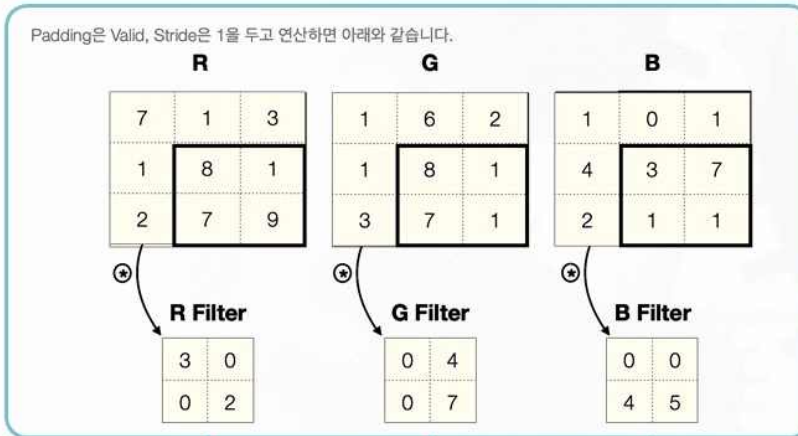 Padding은 Valid, Stride은 1을 두고 연산하면 아래와 같습니다.
R G B
7 1 3 1 6 2 1 0 1
1 8 1 1 8 1 4 3 7
2 7 9 3 7 1 2 1 1
R Filter G Filter B Filter
3 0 0 4 0 0
0 2 0 7 4 5